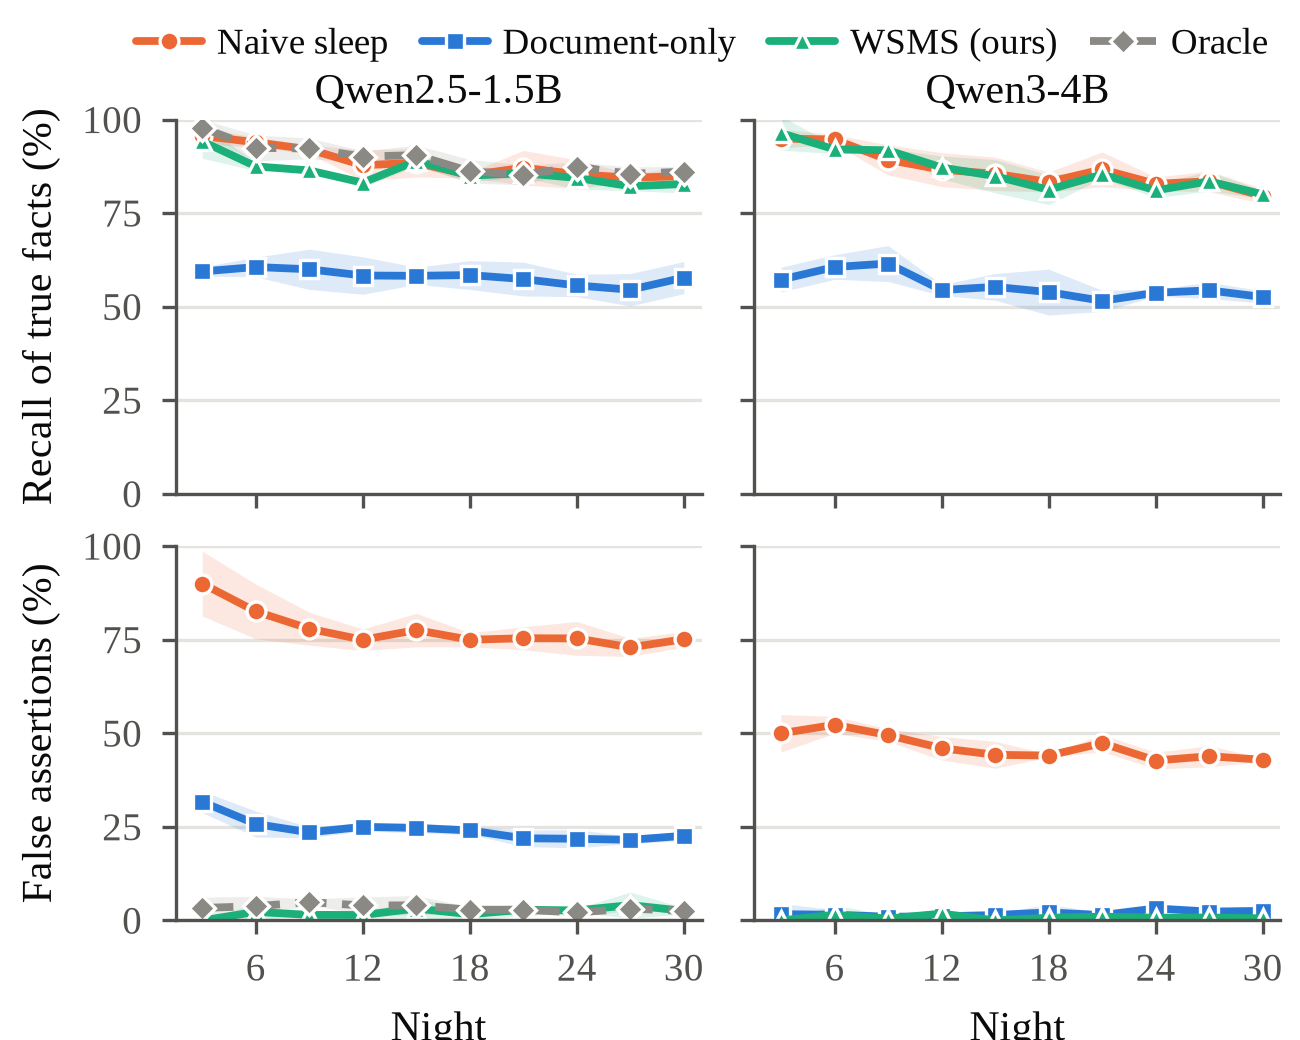 Naive sleep Document-only WSMS (ours) Oracle
Qwen2.5-1.5B Qwen3-4B
Recall of true facts (%)
100
75
50
25
0
False assertions (%)
100
75
50
25
0
6 12 18 24 30 6 12 18 24 30
Night Night